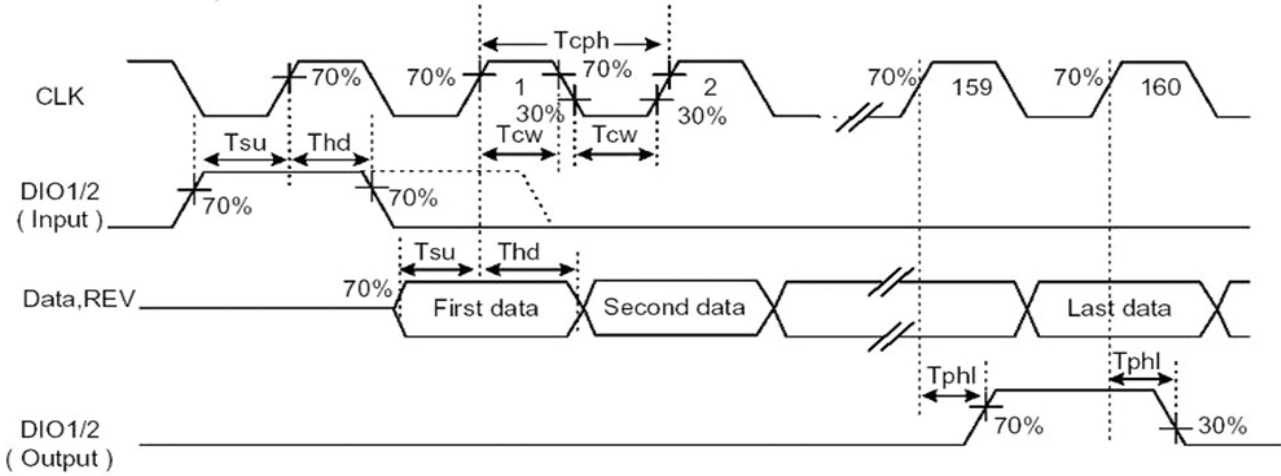 Tcph
CLK
70%
70%
1
70%
30%
2
30%
70%
159
70%
160
Tsu
Thd
Tcw
Tcw
DIO1/2
( Input )
70%
70%
Tsu
Thd
Data,REV
70%
First data
Second data
Last data
Tphl
Tphl
DIO1/2
( Output )
70%
30%